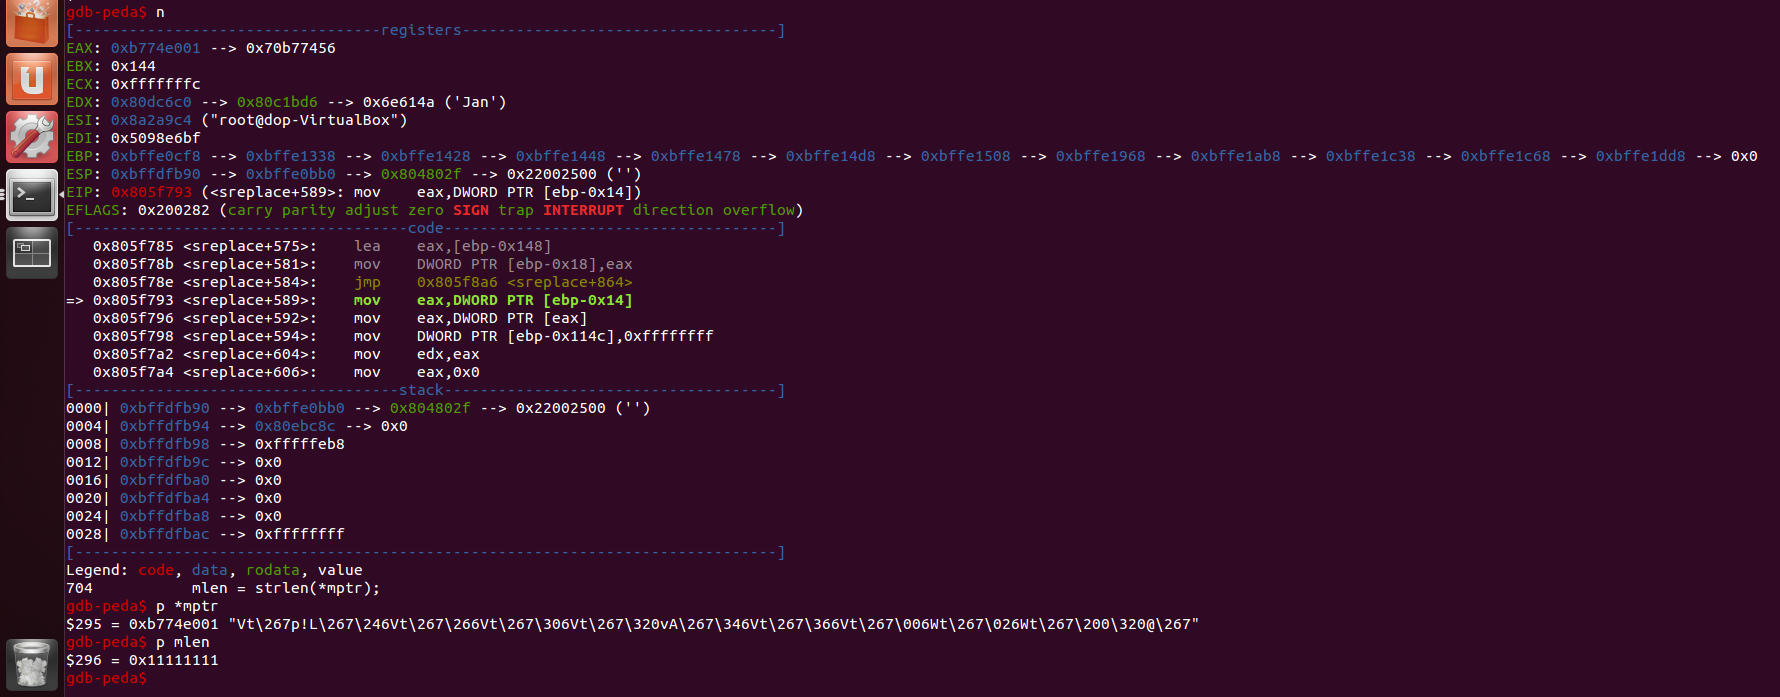 gdb-peda$ n
[----------------------------------registers-----------------------------------]
EAX: 0xb774e001 --> 0x70b77456
EBX: 0x144
ECX: 0xfffffffc
EDX: 0x80dc6c0 --> 0x80c1bd6 --> 0x6e614a ('Jan')
ESI: 0x8a2a9c4 ("root@dop-VirtualBox")
EDI: 0x5098e6bf
EBP: 0xbffe0cf8 --> 0xbffe1338 --> 0xbffe1428 --> 0xbffe1448 --> 0xbffe1478 --> 0xbffe14d8 --> 0xbffe1508 --> 0xbffe1968 --> 0xbffe1ab8 --> 0xbffe1c38 --> 0xbffe1c68 --> 0xbffe1dd8 --> 0x0
ESP: 0xbffdfb90 --> 0xbffe0bb0 --> 0x804802f --> 0x22002500 ('')
EIP: 0x805f793 (<sreplace+589>: mov    eax,DWORD PTR [ebp-0x14])
EFLAGS: 0x200282 (carry parity adjust zero SIGN trap INTERRUPT direction overflow)
[-------------------------------------code-------------------------------------]
   0x805f785 <sreplace+575>:    lea    eax,[ebp-0x148]
   0x805f78b <sreplace+581>:    mov    DWORD PTR [ebp-0x18],eax
   0x805f78e <sreplace+584>:    jmp    0x805f8a6 <sreplace+864>
=> 0x805f793 <sreplace+589>:    mov    eax,DWORD PTR [ebp-0x14]
   0x805f796 <sreplace+592>:    mov    eax,DWORD PTR [eax]
   0x805f798 <sreplace+594>:    mov    DWORD PTR [ebp-0x114c],0xffffffff
   0x805f7a2 <sreplace+604>:    mov    edx,eax
   0x805f7a4 <sreplace+606>:    mov    eax,0x0
[------------------------------------stack-------------------------------------]
0000| 0xbffdfb90 --> 0xbffe0bb0 --> 0x804802f --> 0x22002500 ('')
0004| 0xbffdfb94 --> 0x80ebc8c --> 0x0
0008| 0xbffdfb98 --> 0xfffffeb8
0012| 0xbffdfb9c --> 0x0
0016| 0xbffdfba0 --> 0x0
0020| 0xbffdfba4 --> 0x0
0024| 0xbffdfba8 --> 0x0
0028| 0xbffdfbac --> 0xffffffff
[------------------------------------------------------------------------------]
Legend: code, data, rodata, value
704           mlen = strlen(*mptr);
gdb-peda$ p *mptr
$295 = 0xb774e001 "Vt\267p!L\267\246Vt\267\266Vt\267\306Vt\267\320vA\267\346Vt\267\366Vt\267\006Wt\267\026Wt\267\200\320@\267"
gdb-peda$ p mlen
$296 = 0x11111111
gdb-peda$